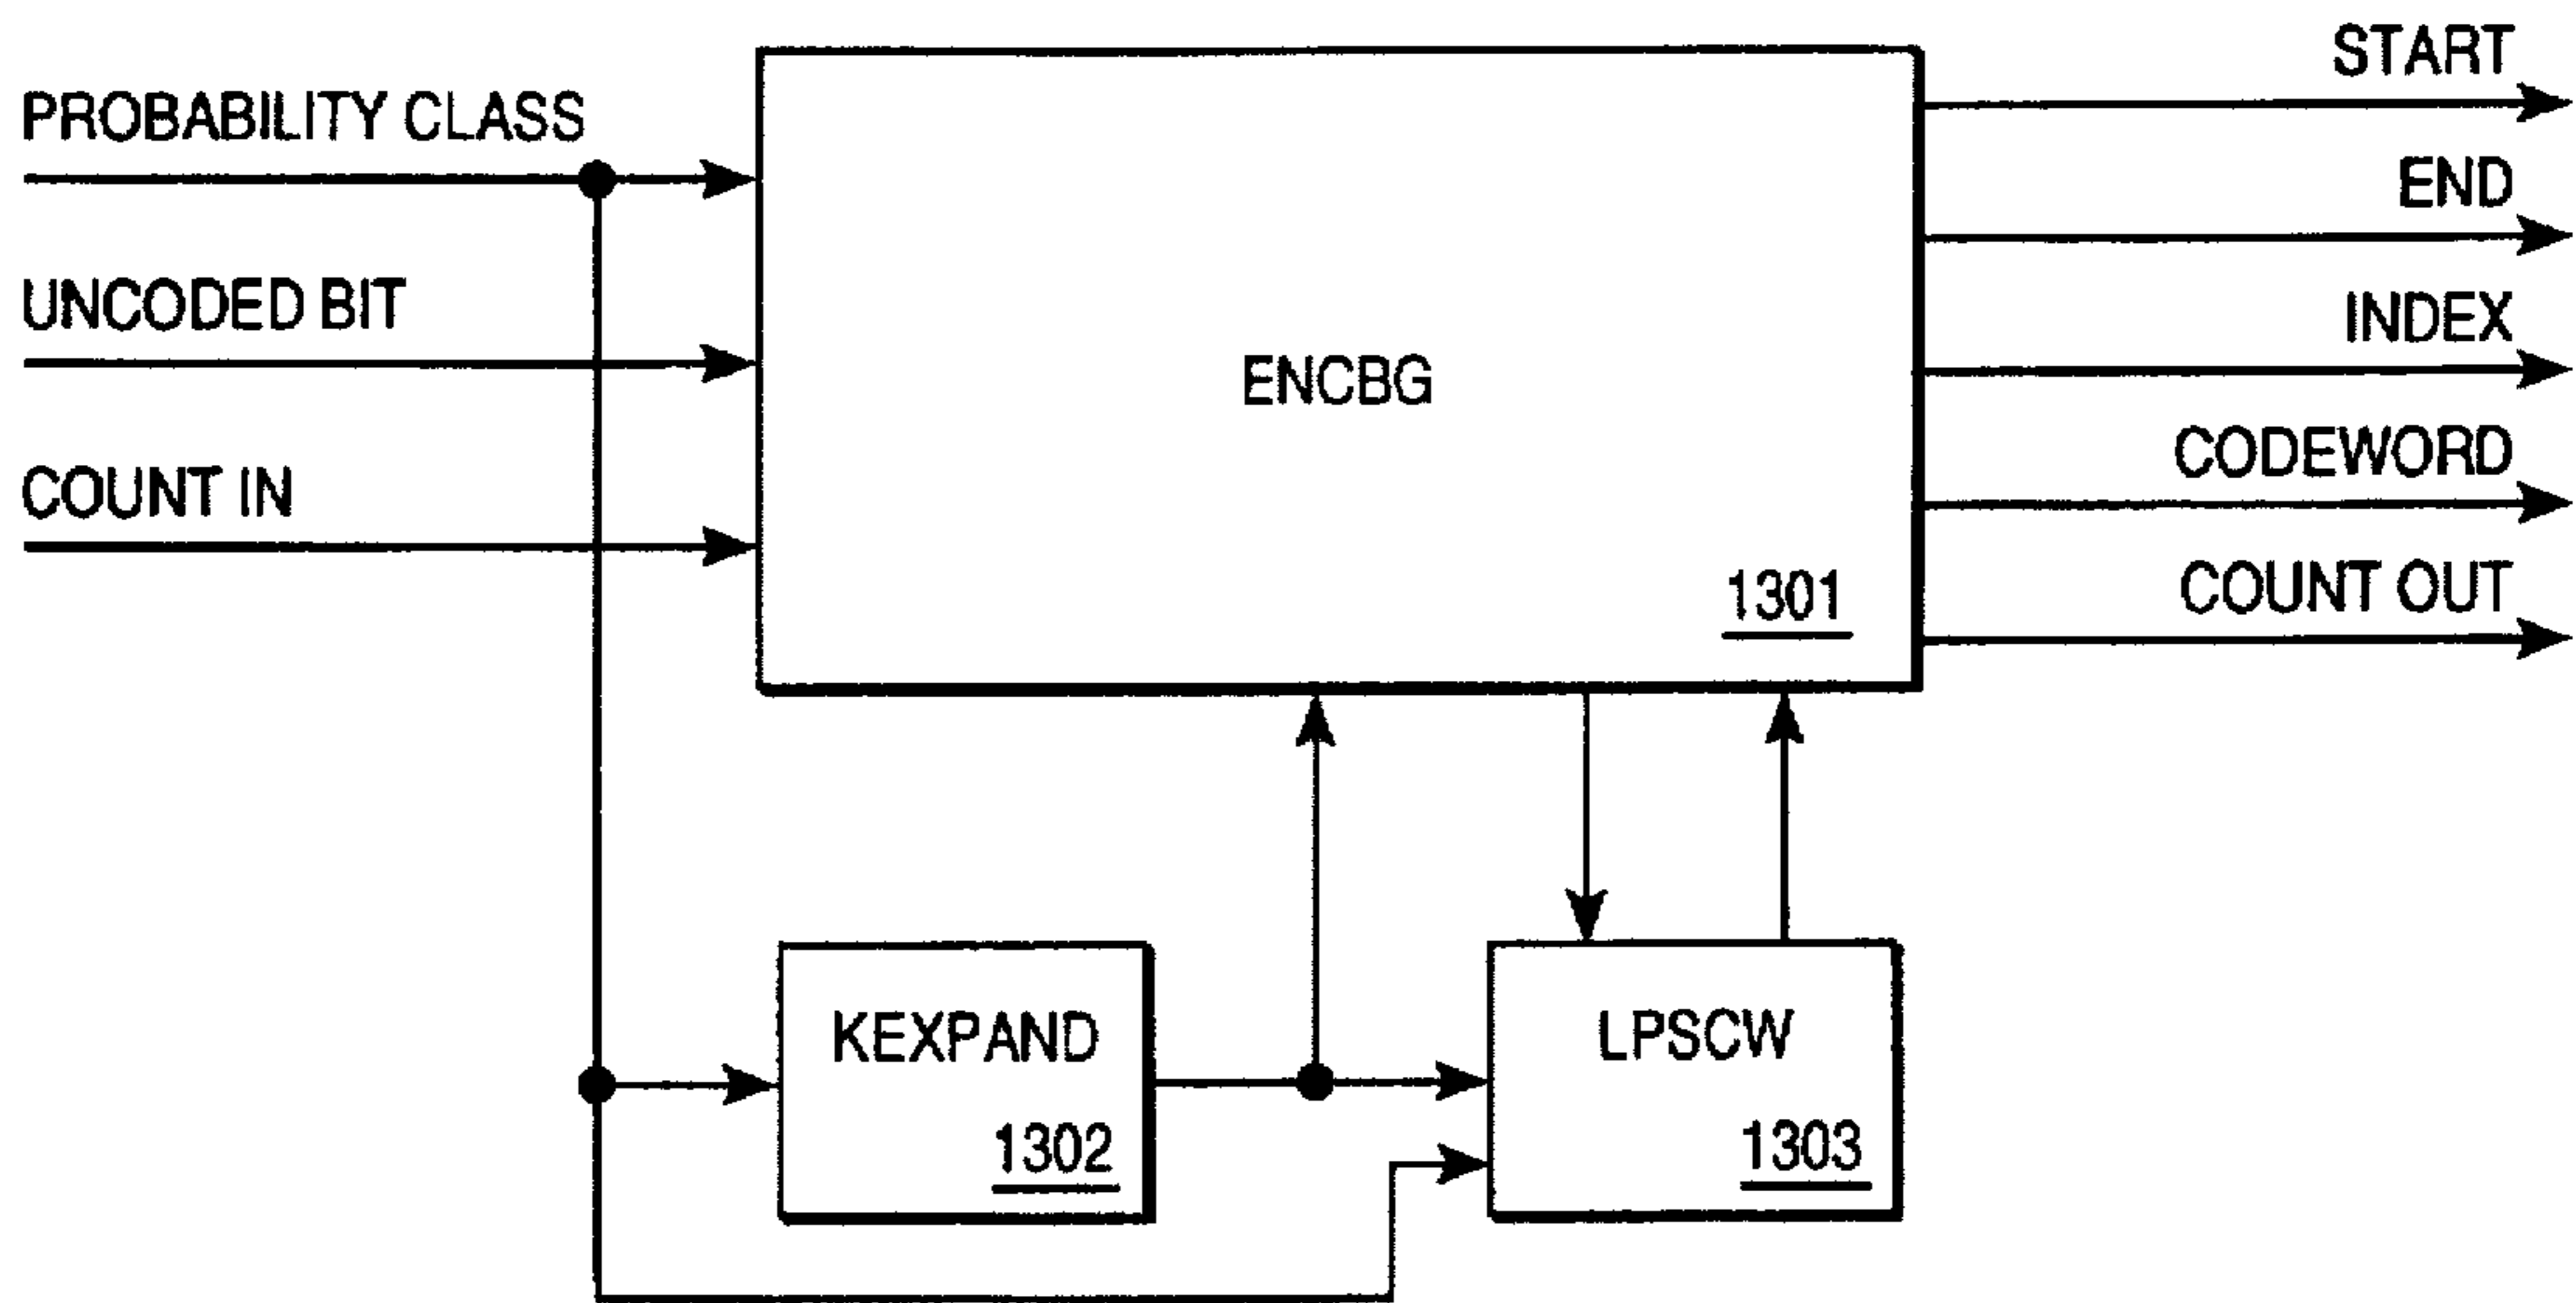 PROBABILITY CLASS
UNCODED BIT
COUNT IN
ENCBG
1301
START
END
INDEX
CODEWORD
COUNT OUT
KEXPAND
1302
LPSCW
1303